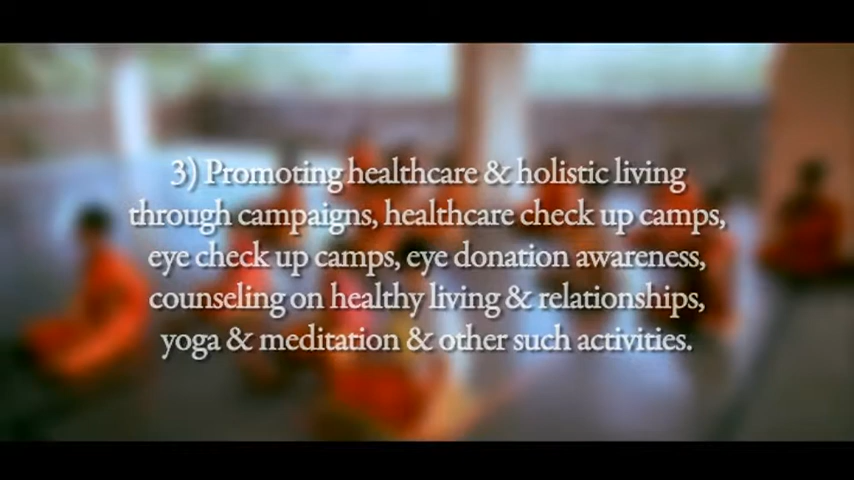 3) Promoting healthcare & holistic living
through campaigns, healthcare check up camps,
eye check up camps, eye donation awareness,
counseling on healthy living & relationships,
yoga & meditation & other such activities.